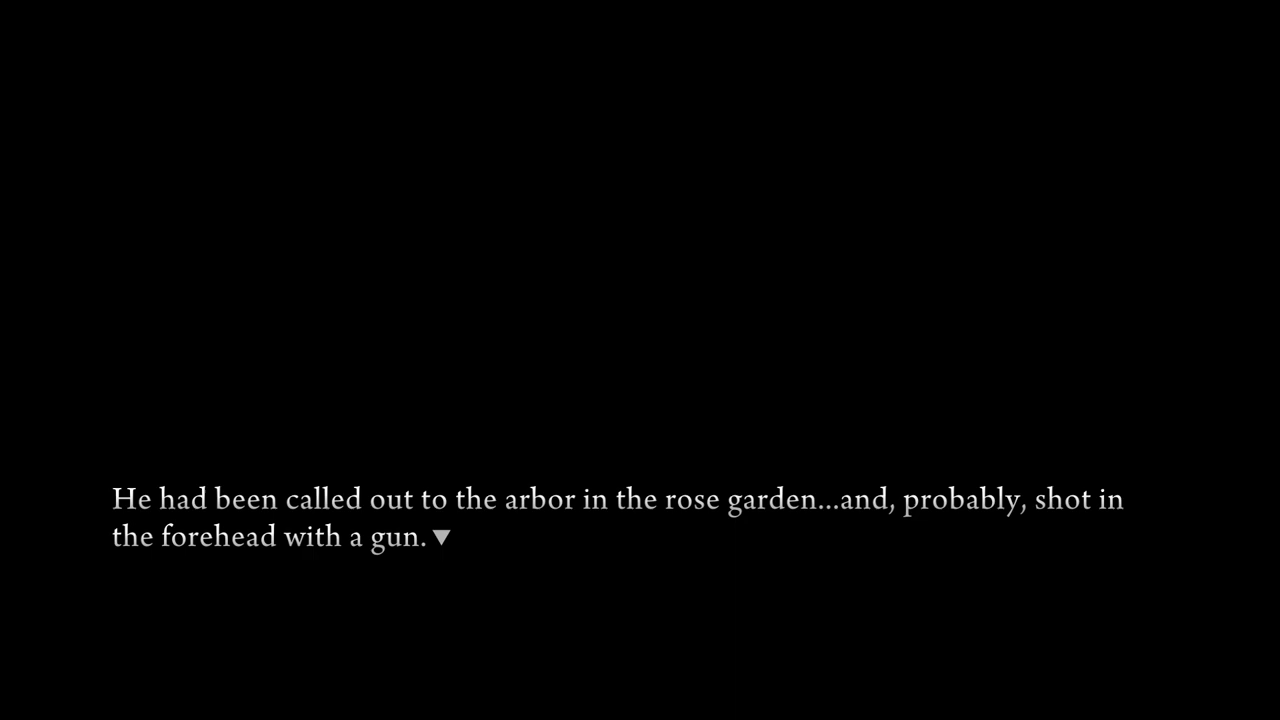 He had been called out to the arbor in the rose garden...and, probably, shot in
the forehead with a gun.